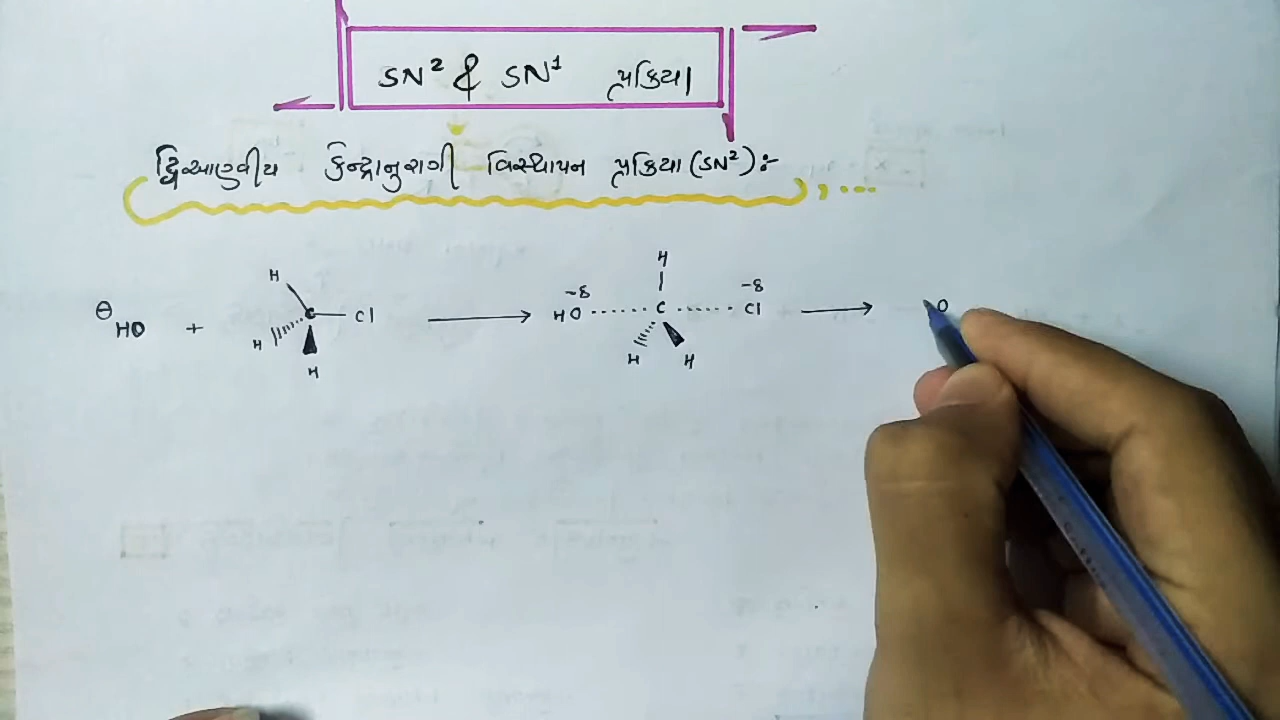 SN² & SN¹ પ્રક્રિયા
દ્વિઆણ્વીય કેન્દ્રાનુરાગી વિસ્થાપન પ્રક્રિયા (SN²):-
⊖
HO + H H H C Cl ⟶ HO -δ H C H H Cl -δ ⟶ O